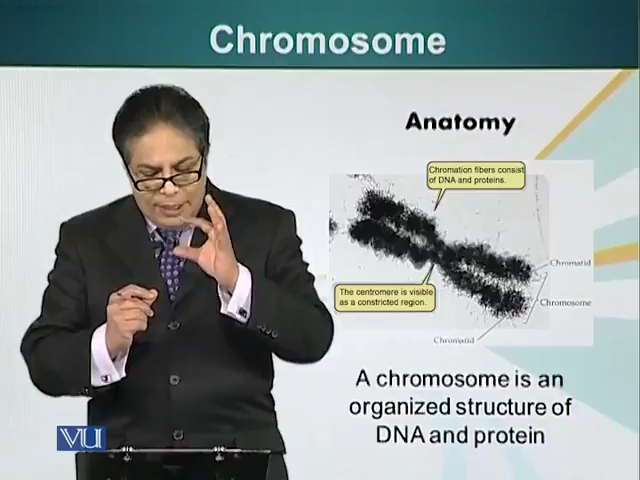 Chromosome
Anatomy
Chromation fibers consist
of DNA and proteins.
Chromatid
The centromere is visible
as a constricted region.
Chromosome
Chromatid
A chromosome is an
organized structure of
DNA and protein
VU